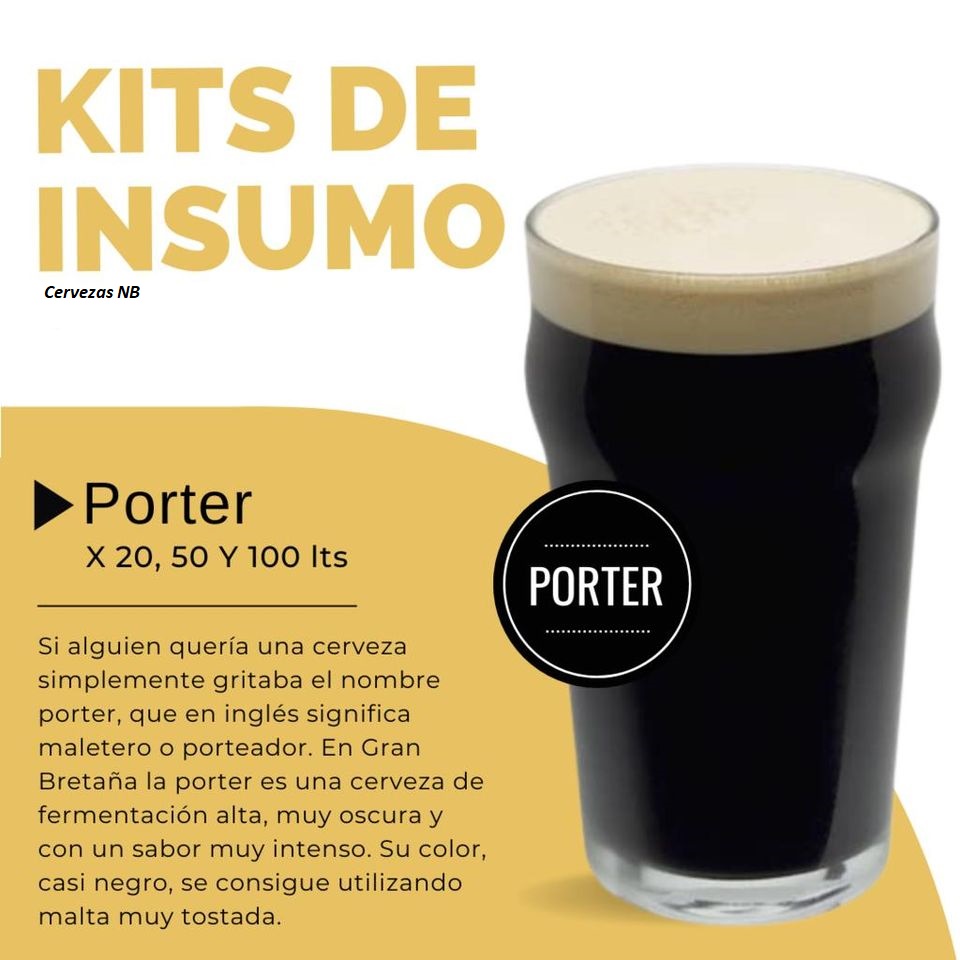 KITS DE
INSUMO
Cervezas NB
Porter
X 20, 50 Y 100 lts
PORTER
Si alguien quería una cerveza
simplemente gritaba el nombre
porter, que en inglés significa
maletero o porteador. En Gran
Bretaña la porter es una cerveza de
fermentación alta, muy oscura y
con un sabor muy intenso. Su color,
casi negro, se consigue utilizando
malta muy tostada.